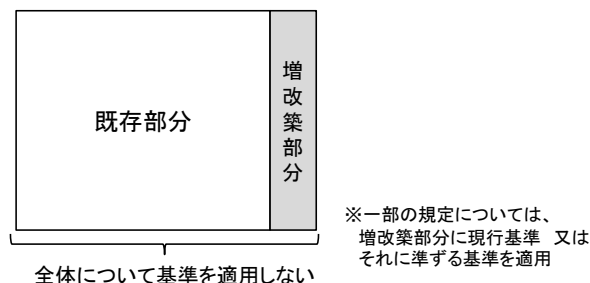 既存部分
増改築部分
全体について基準を適用しない
※一部の規定については、
増改築部分に現行基準 又は
それに準ずる基準を適用